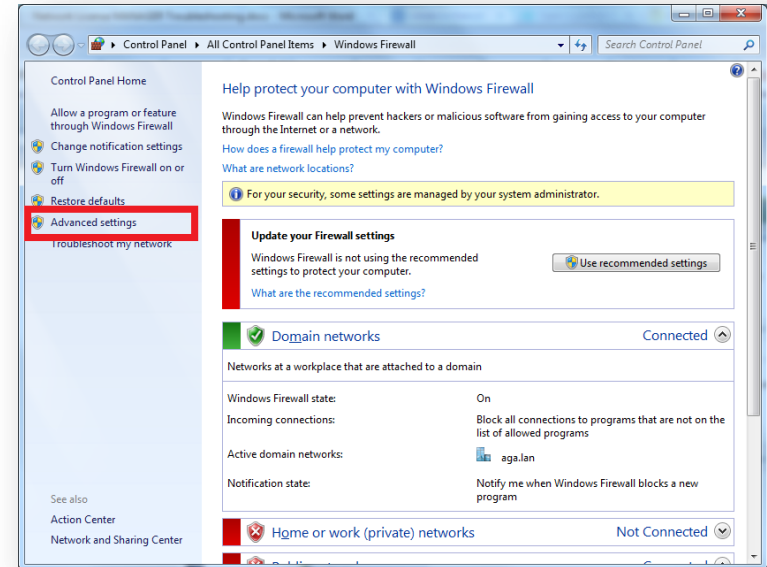 Control Panel ▸ All Control Panel Items ▸ Windows Firewall
Search Control Panel
Control Panel Home
Allow a program or feature
through Windows Firewall
Change notification settings
Turn Windows Firewall on or
off
Restore defaults
Advanced settings
Troubleshoot my network
See also
Action Center
Network and Sharing Center
Help protect your computer with Windows Firewall
Windows Firewall can help prevent hackers or malicious software from gaining access to your computer
through the Internet or a network.
How does a firewall help protect my computer?
What are network locations?
For your security, some settings are managed by your system administrator.
Update your Firewall settings
Windows Firewall is not using the recommended
settings to protect your computer.
Use recommended settings
What are the recommended settings?
Domain networks Connected
Networks at a workplace that are attached to a domain
Windows Firewall state: On
Incoming connections: Block all connections to programs that are not on the
list of allowed programs
Active domain networks: aga.lan
Notification state: Notify me when Windows Firewall blocks a new
program
Home or work (private) networks Not Connected